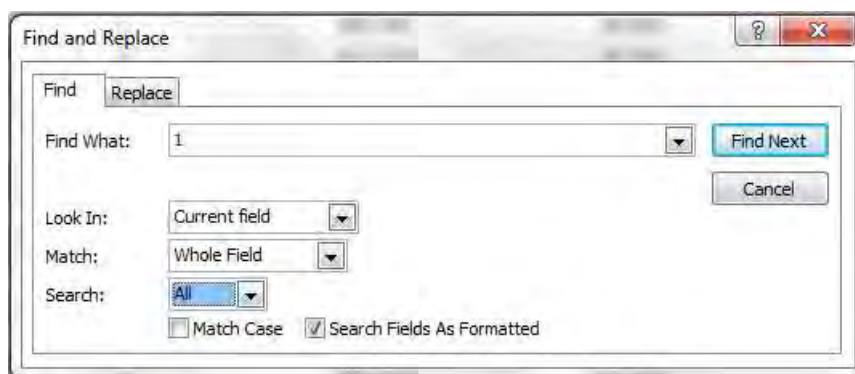 Find and Replace
Find Replace
Find What: 1 Find Next
Cancel
Look In: Current field
Match: Whole Field
Search: All
Match Case Search Fields As Formatted